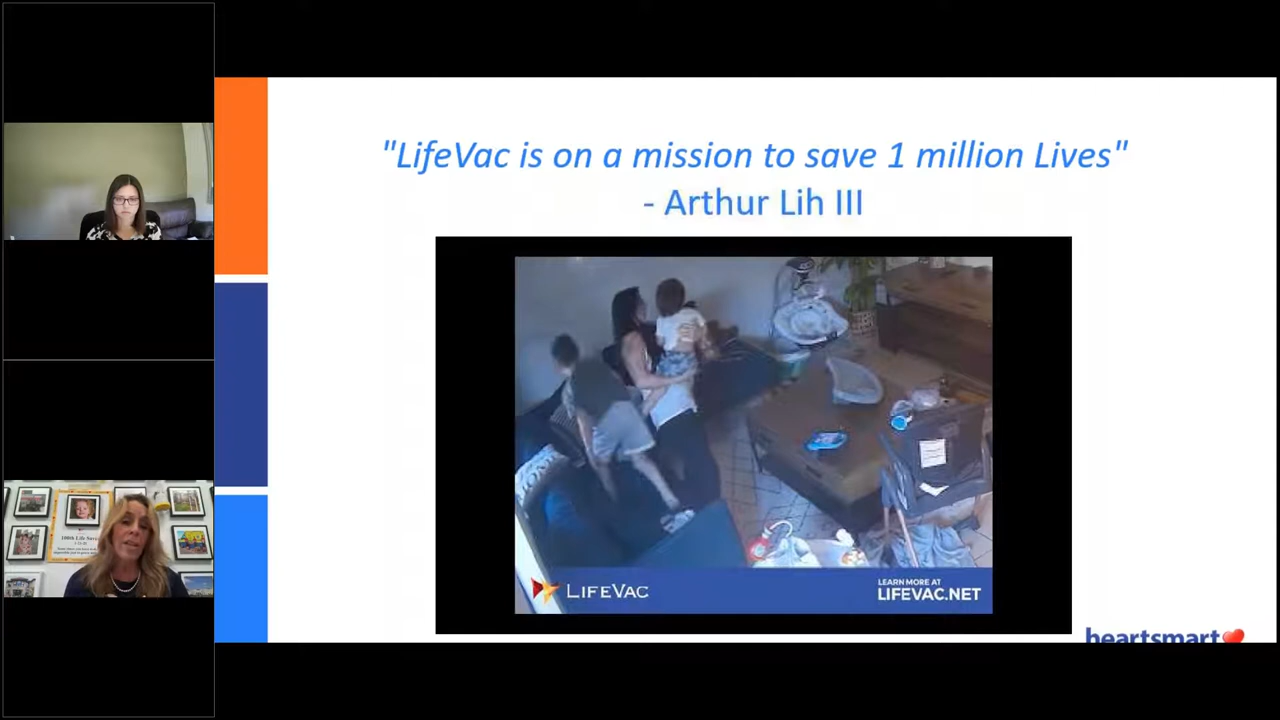 "LifeVac is on a mission to save 1 million Lives"
- Arthur Lih III
LIFEVAC
LEARN MORE AT
LIFEVAC.NET
heartsmart